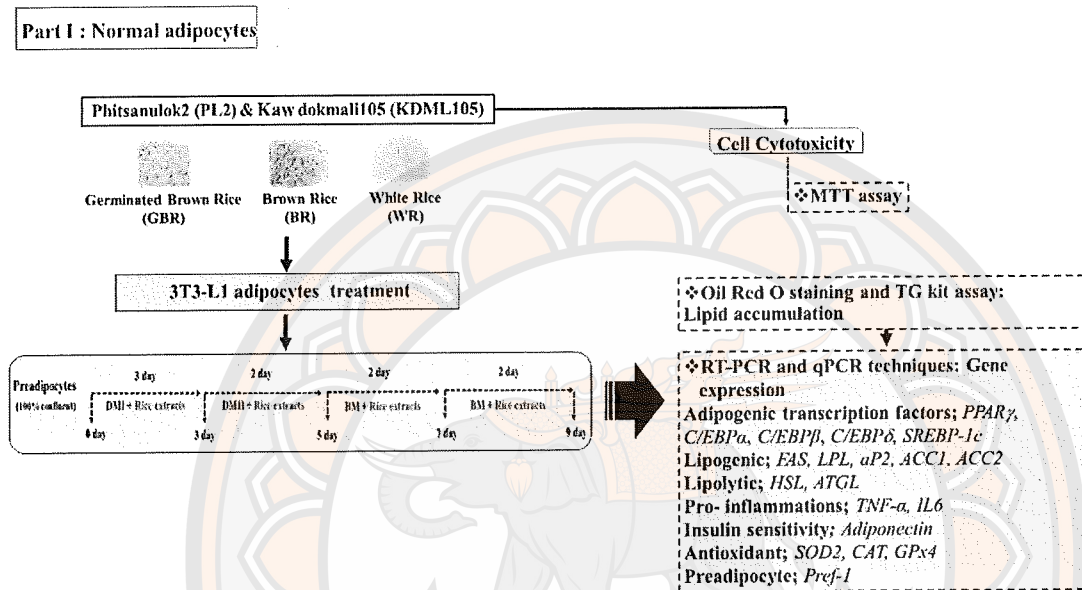 Part I : Normal adipocytes
Phitsanulok2 (PL2) & Kaw dokmali105 (KDML105)
Cell Cytotoxicity
❖MTT assay
Germinated Brown Rice
(GBR)
Brown Rice
(BR)
White Rice
(WR)
3T3-L1 adipocytes treatment
Preadipocytes
(100% confluent)
3 day
2 day
2 day
2 day
DMI + Rice extracts
DMII + Rice extracts
BM + Rice extracts
BM + Rice extracts
0 day
3 day
5 day
7 day
9 day
❖Oil Red O staining and TG kit assay:
Lipid accumulation
❖RT-PCR and qPCR techniques: Gene
expression
Adipogenic transcription factors; PPARγ,
C/EBPα, C/EBPβ, C/EBPδ, SREBP-1c
Lipogenic; FAS, LPL, aP2, ACC1, ACC2
Lipolytic; HSL, ATGL
Pro- inflammations; TNF-α, IL6
Insulin sensitivity; Adiponectin
Antioxidant; SOD2, CAT, GPx4
Preadipocyte; Pref-1